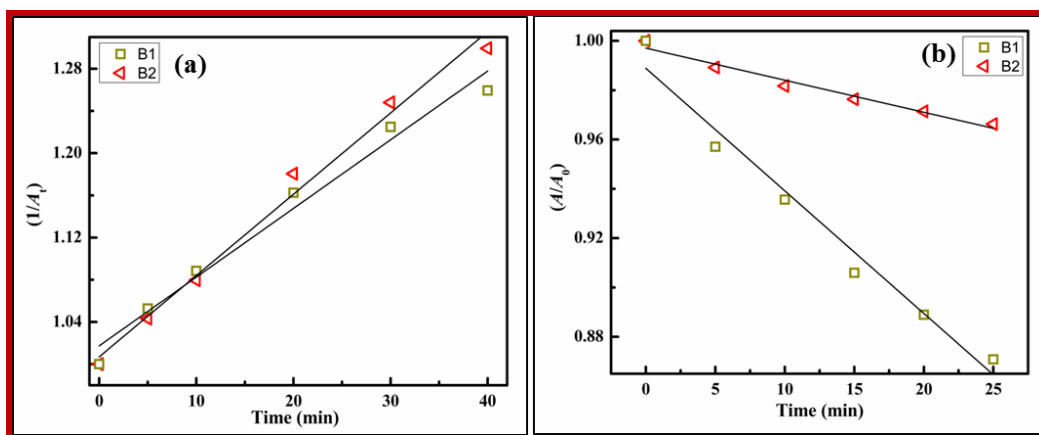 (a)
B1
B2
(1/At)
1.28
1.20
1.12
1.04
0 10 20 30 40
Time (min)
(b)
B1
B2
(A/A0)
1.00
0.96
0.92
0.88
0 5 10 15 20 25
Time (min)